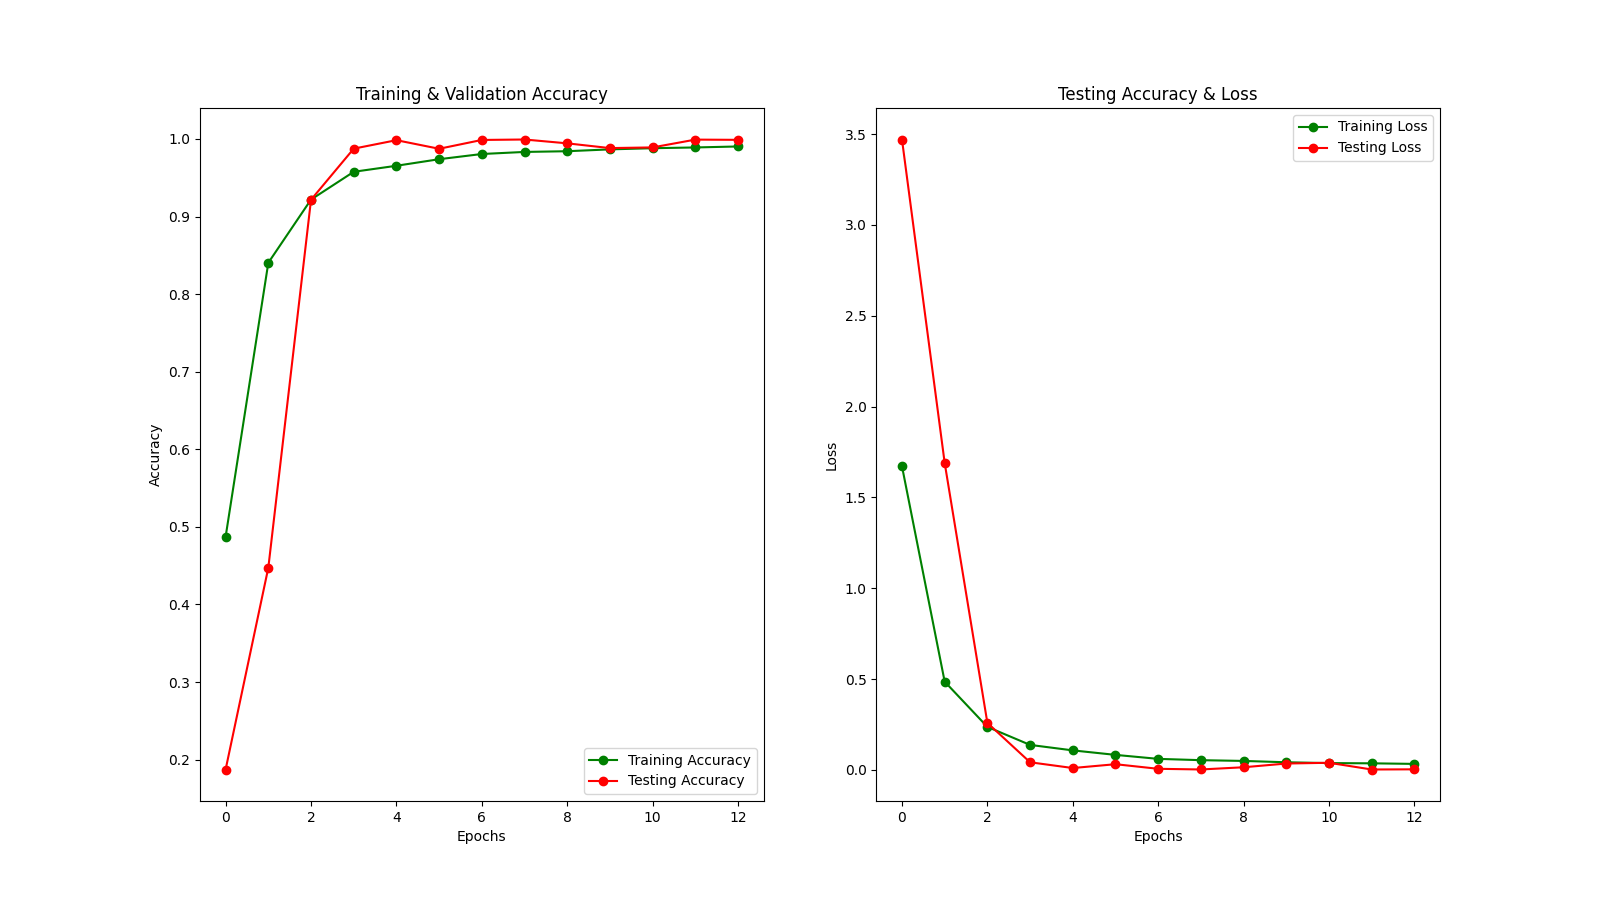 Training & Validation Accuracy
1.0
0.9
0.8
0.7
0.6
0.5
0.4
0.3
0.2
Accuracy
Training Accuracy
Testing Accuracy
0 2 4 6 8 10 12
Epochs
Testing Accuracy & Loss
Training Loss
Testing Loss
3.5
3.0
2.5
2.0
1.5
1.0
0.5
0.0
Loss
0 2 4 6 8 10 12
Epochs